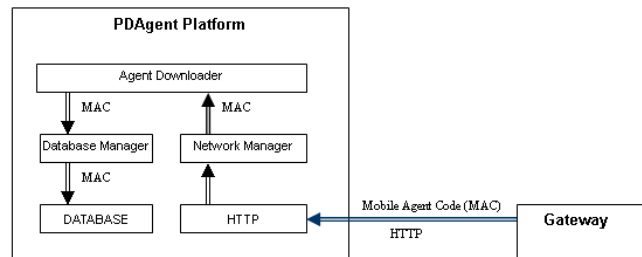 PDAgent Platform
Agent Downloader
MAC
MAC
Database Manager
Network Manager
MAC
Mobile Agent Code (MAC)
DATABASE
HTTP
HTTP
Gateway